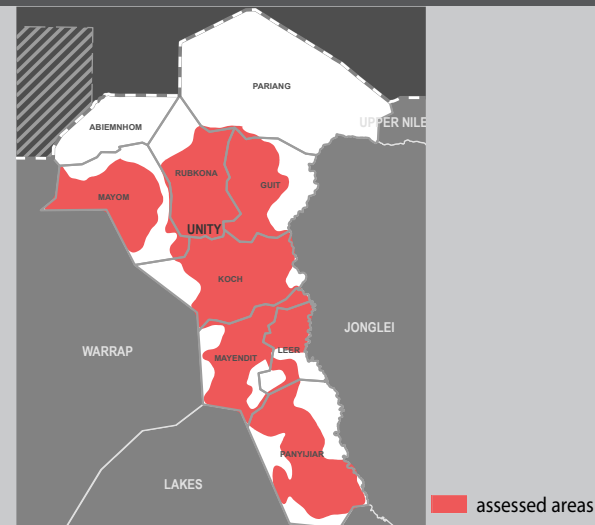 PARIANG
UPPER NILE
ABIEMNHOM
RUBKONA
GUIT
MAYOM
UNITY
KOCH
JONGLEI
WARRAP
MAYENDIT
LEER
PANYIJIAR
LAKES
assessed areas